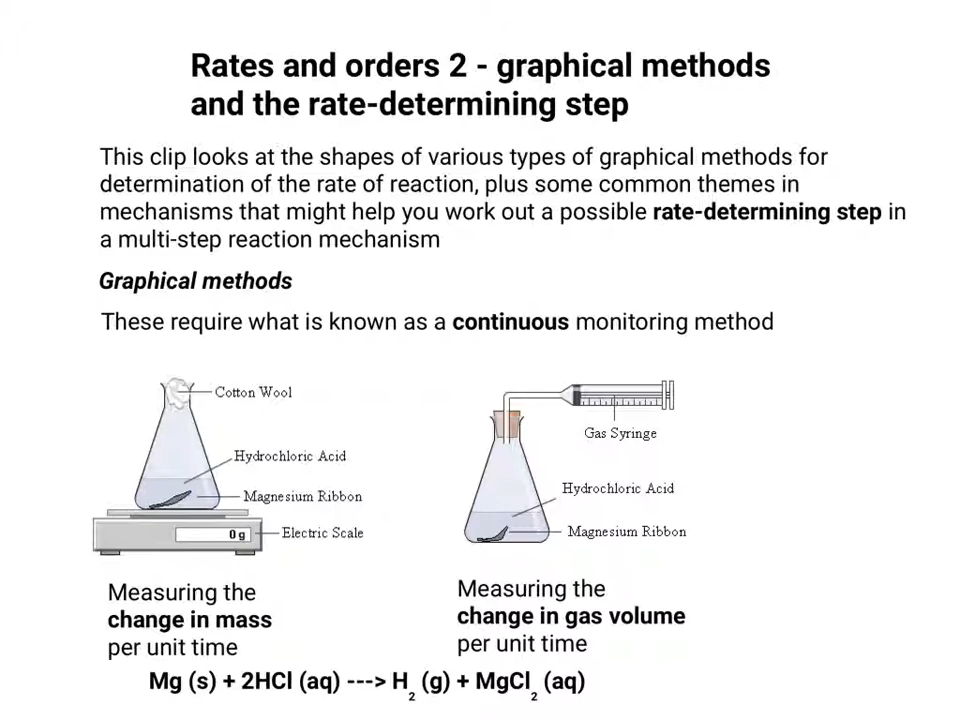 Rates and orders 2 - graphical methods
and the rate-determining step
This clip looks at the shapes of various types of graphical methods for
determination of the rate of reaction, plus some common themes in
mechanisms that might help you work out a possible rate-determining step in
a multi-step reaction mechanism
Graphical methods
These require what is known as a continuous monitoring method
Cotton Wool
Hydrochloric Acid
Magnesium Ribbon
Electric Scale
0 g
Gas Syringe
Hydrochloric Acid
Magnesium Ribbon
Measuring the
change in mass
per unit time
Measuring the
change in gas volume
per unit time
Mg (s) + 2HCl (aq) ---> H₂ (g) + MgCl₂ (aq)